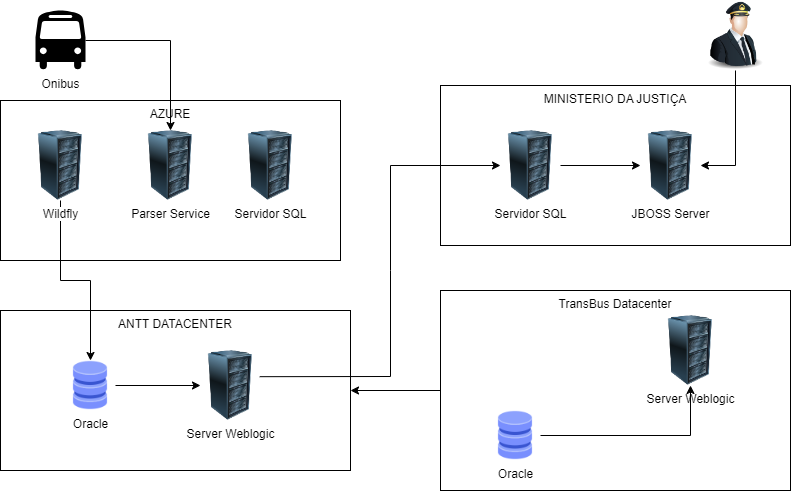 Onibus
AZURE
Wildfly
Parser Service
Servidor SQL
MINISTERIO DA JUSTIÇA
Servidor SQL
JBOSS Server
ANTT DATACENTER
Oracle
Server Weblogic
TransBus Datacenter
Server Weblogic
Oracle